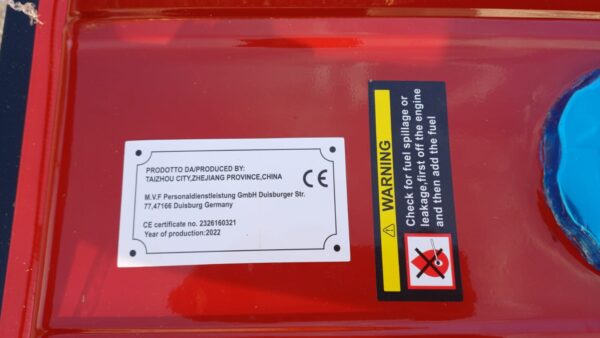 PRODOTTO DA/PRODUCED BY:
TAIZHOU CITY,ZHEJIANG PROVINCE,CHINA
CE
M.V.F Personaldienstleistung GmbH Duisburger Str.
77,47166 Duisburg Germany
CE certificate no. 2326160321
Year of production:2022
WARNING
Check for fuel spillage or
leakage,first off the engine
and then add the fuel